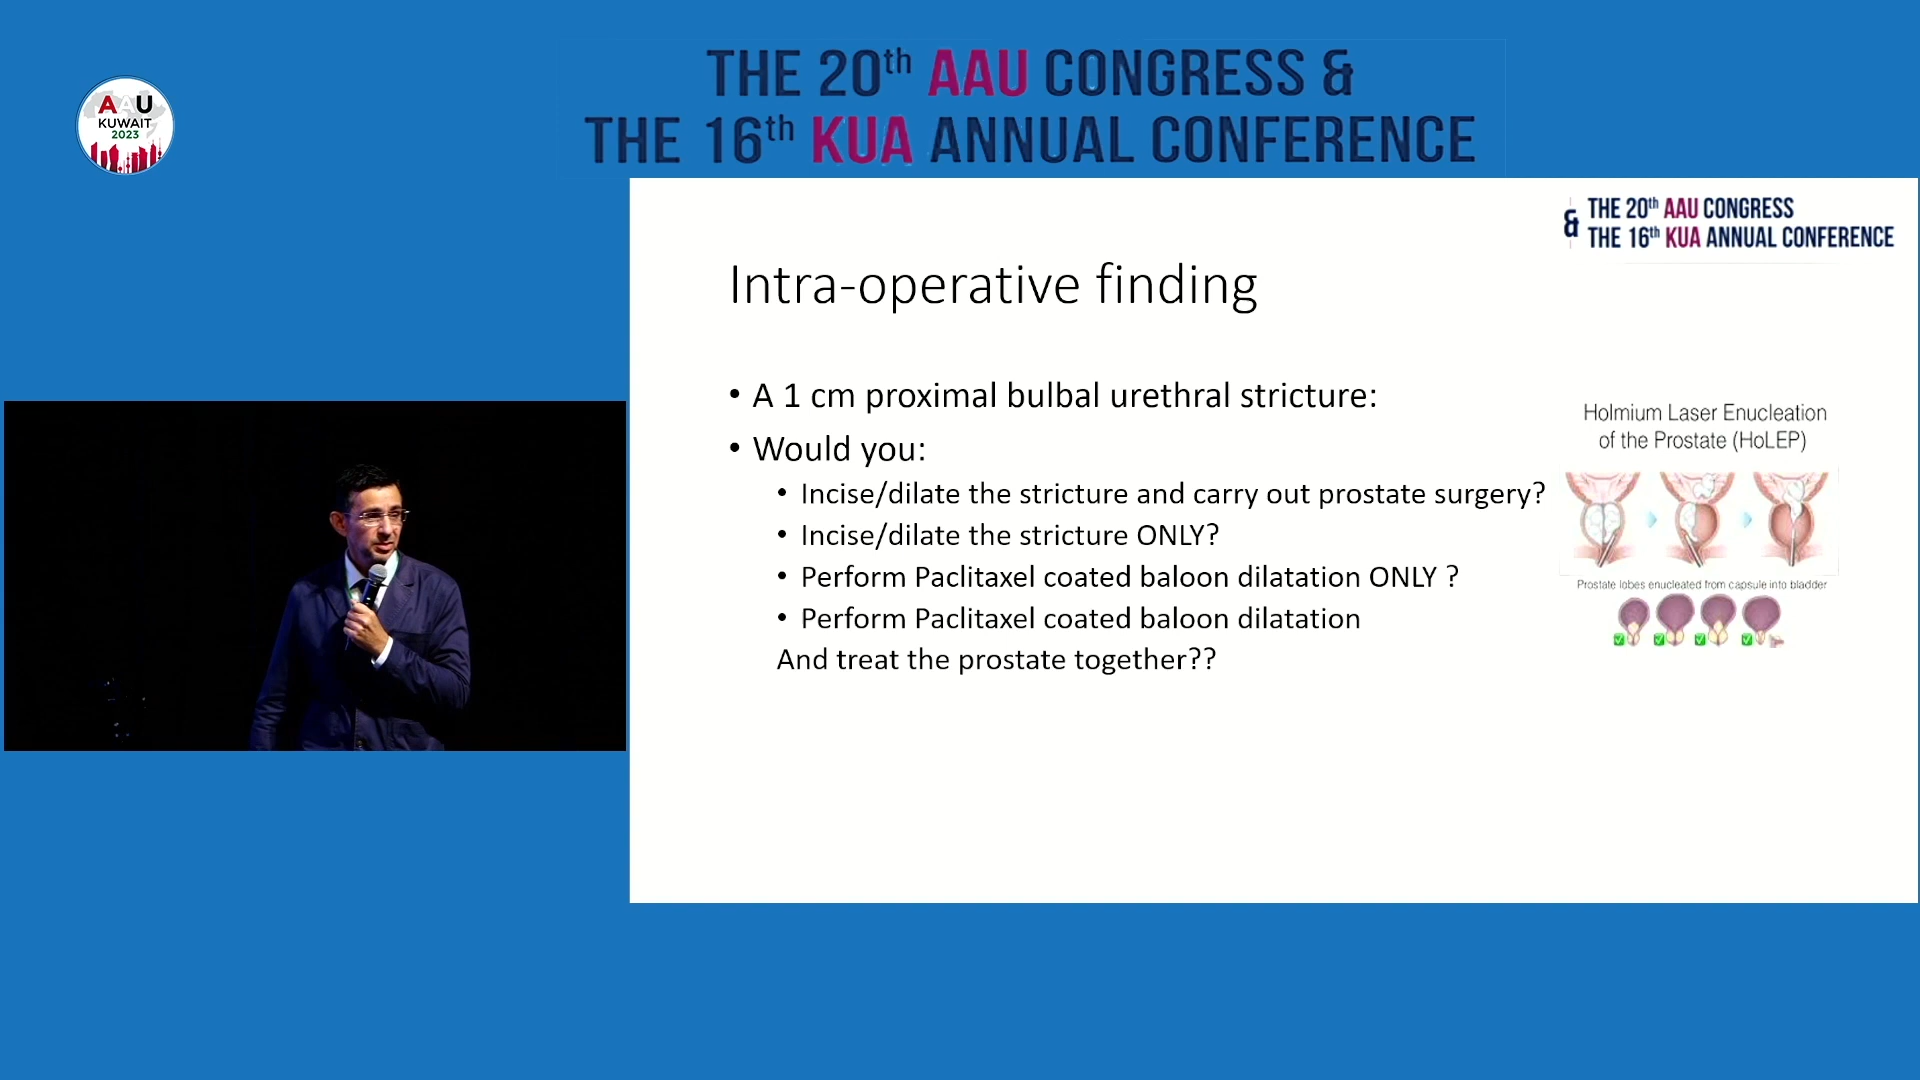 AAU
KUWAIT
2023
THE 20th AAU CONGRESS &
THE 16th KUA ANNUAL CONFERENCE
& THE 20th AAU CONGRESS
THE 16th KUA ANNUAL CONFERENCE
Intra-operative finding
• A 1 cm proximal bulbal urethral stricture:
• Would you:
• Incise/dilate the stricture and carry out prostate surgery?
• Incise/dilate the stricture ONLY?
• Perform Paclitaxel coated baloon dilatation ONLY ?
• Perform Paclitaxel coated baloon dilatation
And treat the prostate together??
Holmium Laser Enucleation
of the Prostate (HoLEP)
Prostate lobes enucleated from capsule into bladder